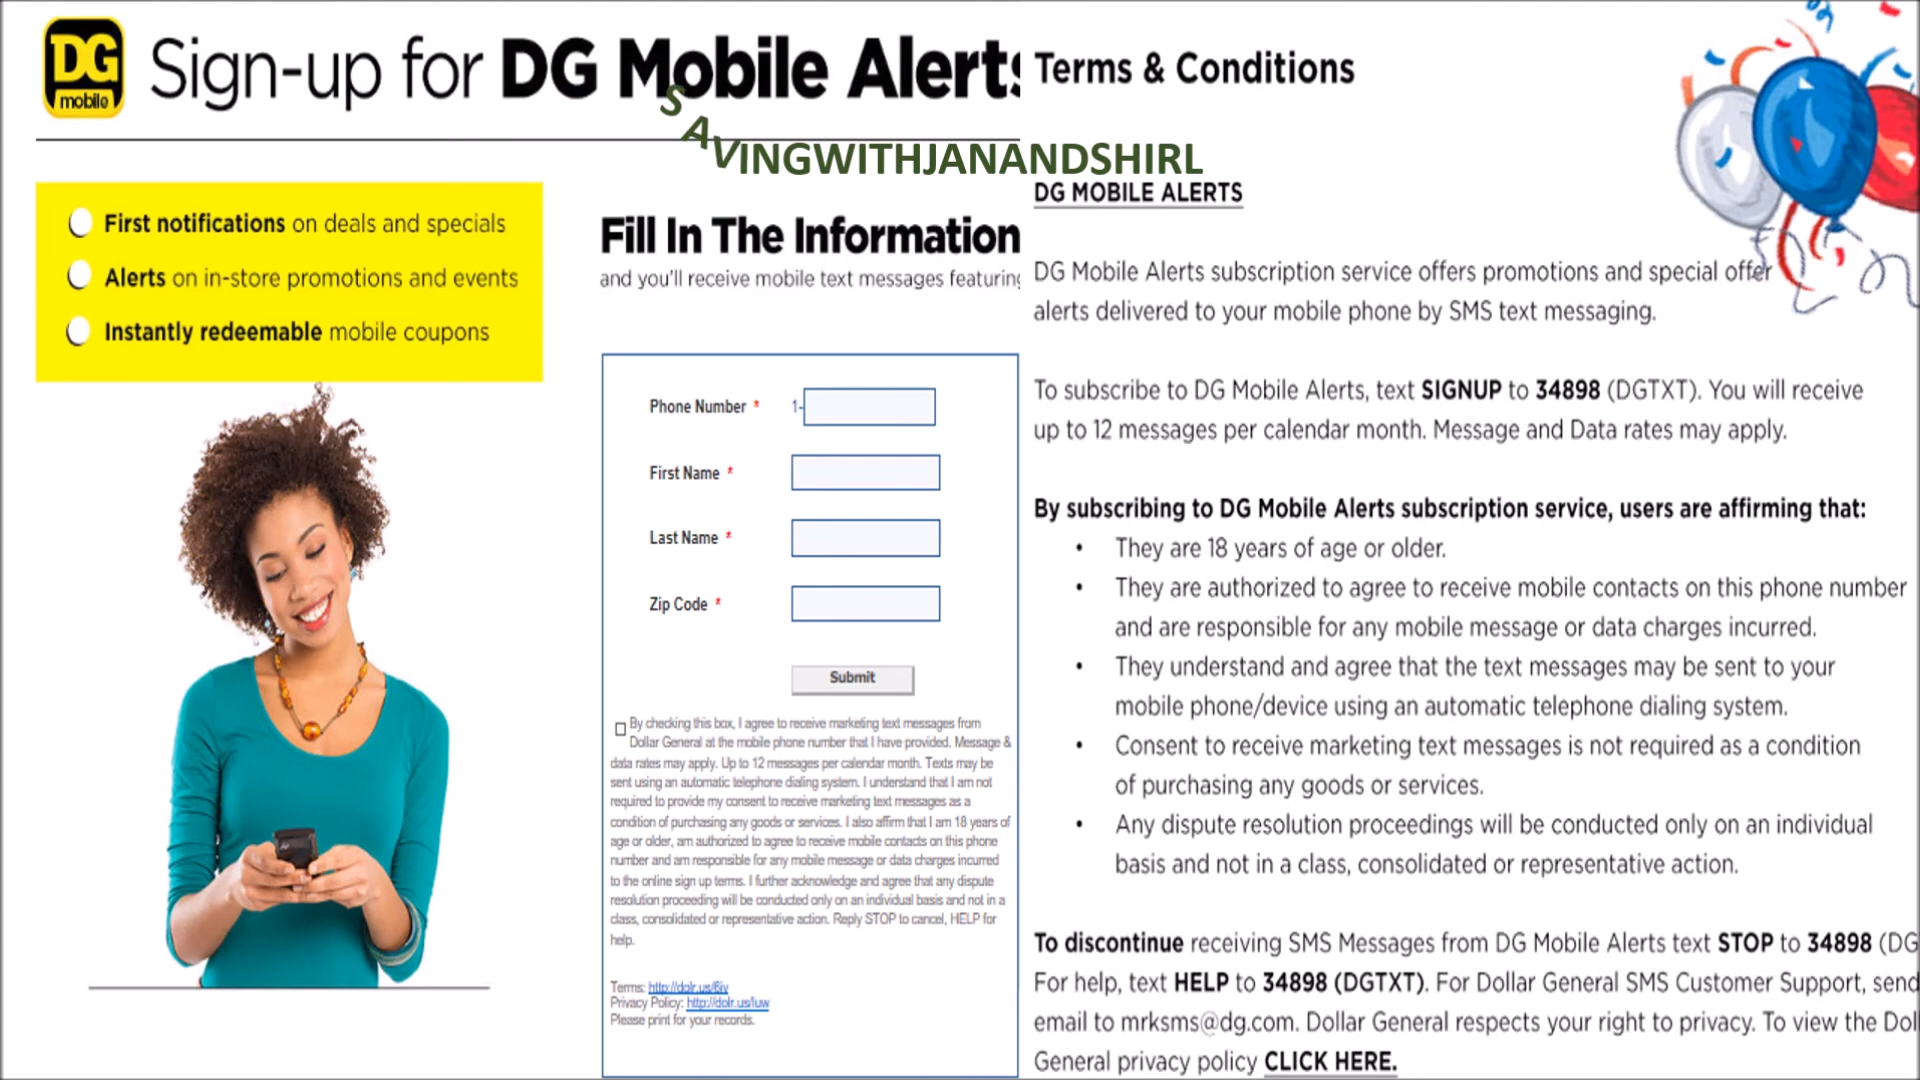 DG
mobile
Sign-up for DG Mobile Alerts
SAVINGWITHJANANDSHIRL
First notifications on deals and specials
Alerts on in-store promotions and events
Instantly redeemable mobile coupons
Fill In The Information
and you'll receive mobile text messages featuring
Phone Number * 1-
First Name *
Last Name *
Zip Code *
Submit
By checking this box, I agree to receive marketing text messages from
Dollar General at the mobile phone number that I have provided. Message &
data rates may apply. Up to 12 messages per calendar month. Texts may be
sent using an automatic telephone dialing system. I understand that I am not
required to provide my consent to receive marketing text messages as a
condition of purchasing any goods or services. I also affirm that I am 18 years of
age or older, am authorized to agree to receive mobile contacts on this phone
number and am responsible for any mobile message or data charges incurred
to the online sign up terms. I further acknowledge and agree that any dispute
resolution proceeding will be conducted only on an individual basis and not in a
class, consolidated or representative action. Reply STOP to cancel, HELP for
help.
Terms: http://dolr.us/6iv
Privacy Policy: http://dolr.us/luw
Please print for your records.
Terms & Conditions
DG MOBILE ALERTS
DG Mobile Alerts subscription service offers promotions and special offer
alerts delivered to your mobile phone by SMS text messaging.
To subscribe to DG Mobile Alerts, text SIGNUP to 34898 (DGTXT). You will receive
up to 12 messages per calendar month. Message and Data rates may apply.
By subscribing to DG Mobile Alerts subscription service, users are affirming that:
• They are 18 years of age or older.
• They are authorized to agree to receive mobile contacts on this phone number
and are responsible for any mobile message or data charges incurred.
• They understand and agree that the text messages may be sent to your
mobile phone/device using an automatic telephone dialing system.
• Consent to receive marketing text messages is not required as a condition
of purchasing any goods or services.
• Any dispute resolution proceedings will be conducted only on an individual
basis and not in a class, consolidated or representative action.
To discontinue receiving SMS Messages from DG Mobile Alerts text STOP to 34898 (DG
For help, text HELP to 34898 (DGTXT). For Dollar General SMS Customer Support, send
email to mrksms@dg.com. Dollar General respects your right to privacy. To view the Dol
General privacy policy CLICK HERE.